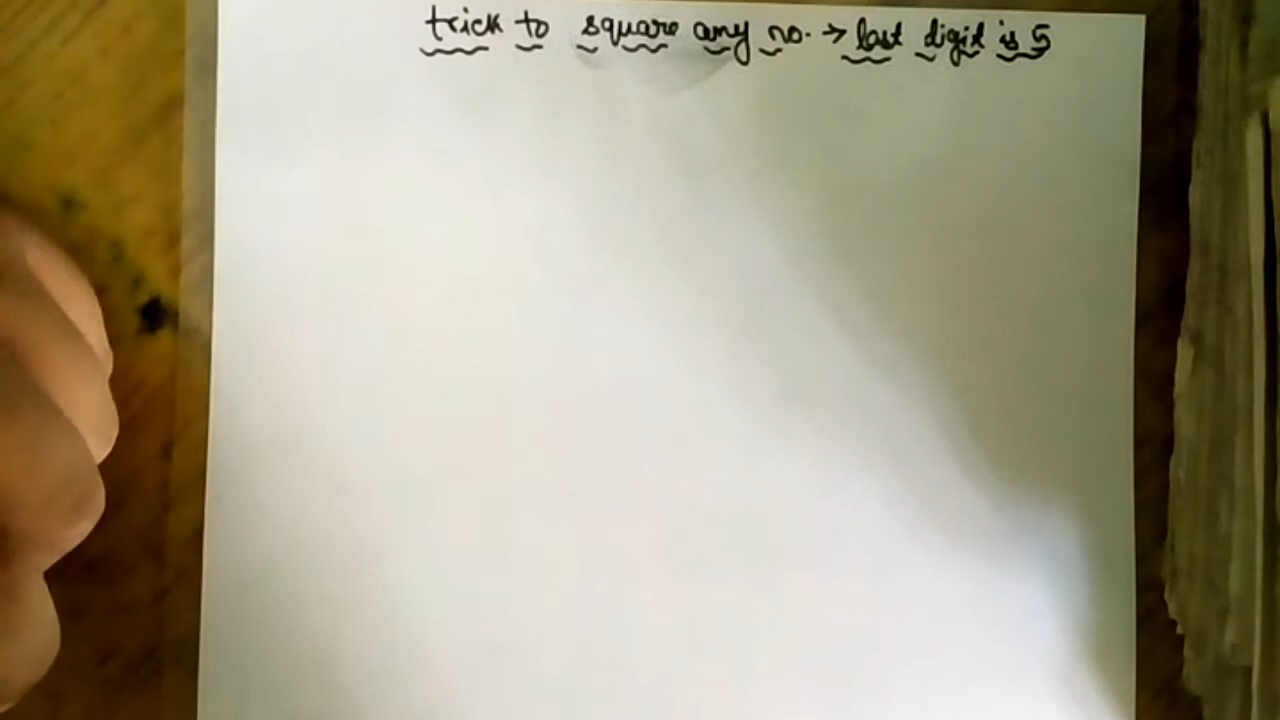 trick to square any no. → last digit is 5